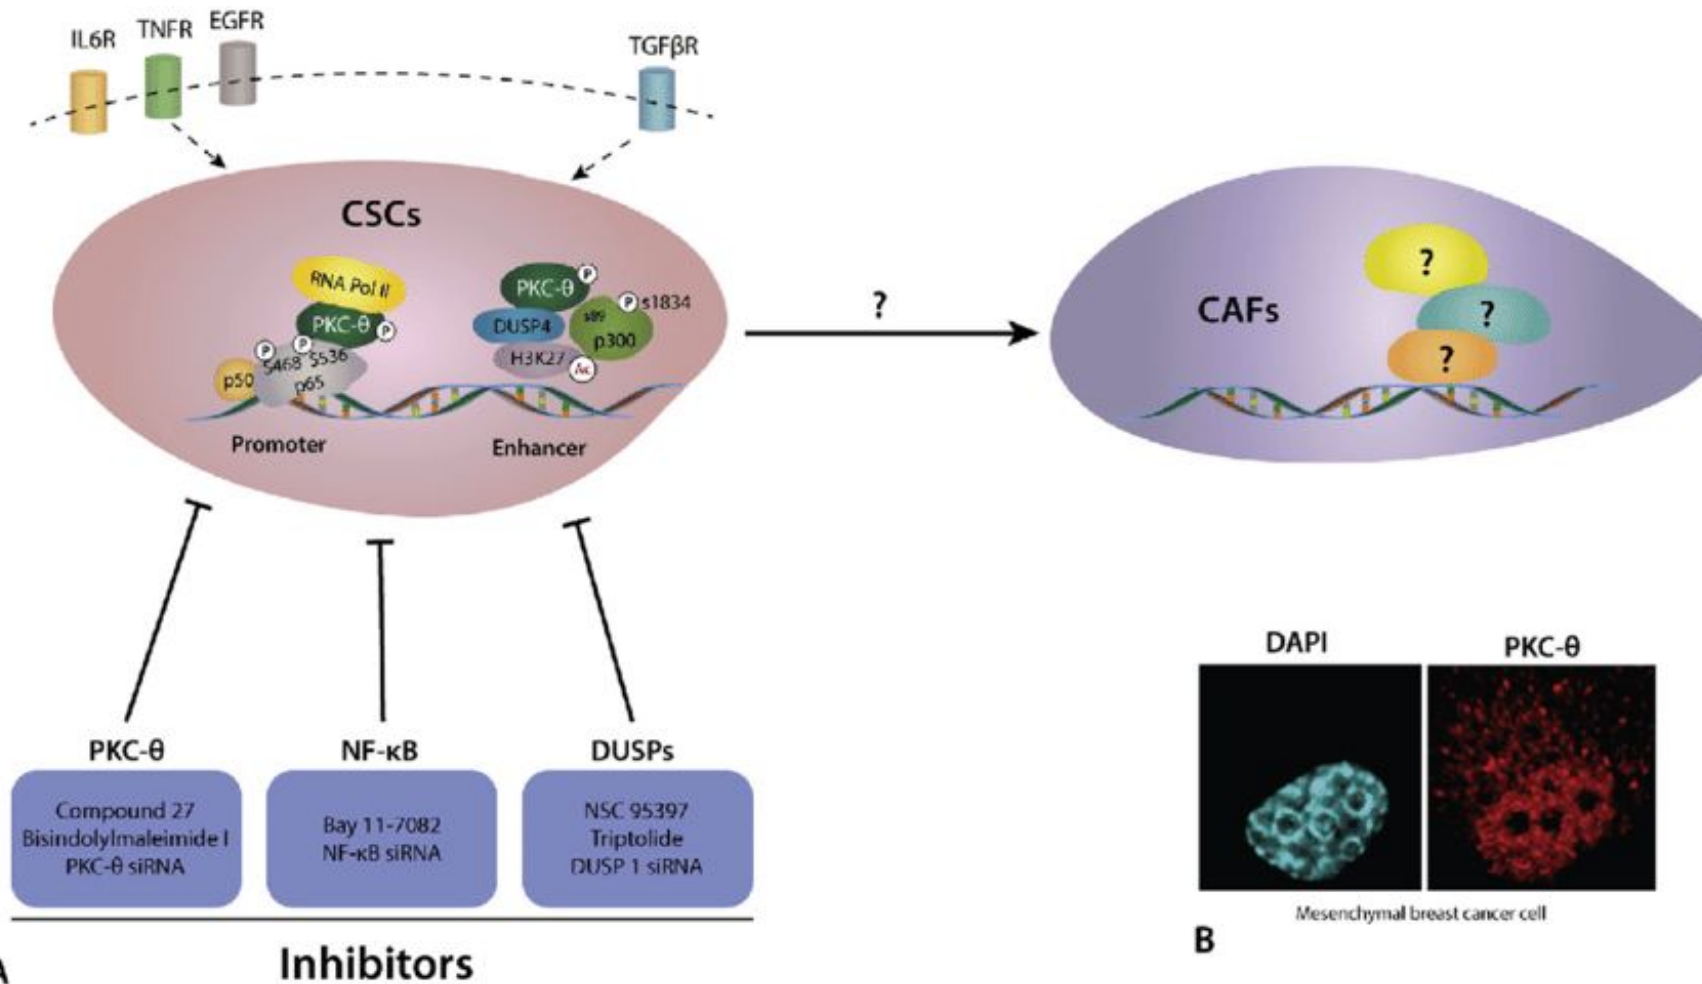 IL6R
TNFR
EGFR
TGFβR
CSCs
RNA Pol II
PKC-θ
P
P
P
S468
S536
p50
p65
PKC-θ
P
P
s1834
s89
DUSP4
p300
H3K27
Ac
Promoter
Enhancer
?
CAFs
?
?
?
PKC-θ
Compound 27
Bisindolylmaleimide I
PKC-θ siRNA
NF-κB
Bay 11-7082
NF-κB siRNA
DUSPs
NSC 95397
Triptolide
DUSP 1 siRNA
Inhibitors
A
DAPI
PKC-θ
Mesenchymal breast cancer cell
B